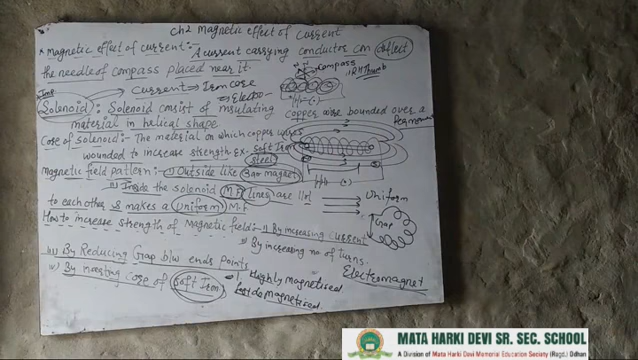 Ch2 Magnetic effect of current
* Magnetic effect of current:- A current carrying conductor can deflect
the needle of compass placed near it.
Compass
RH Thumb
Imp
Current → Iron core
Solenoid : Solenoid consist of insulating copper wire bounded over a
material in helical shape
Core of solenoid :- The material on which copper wires
wounded to increase strength Ex. Soft Iron
Steel
Magnetic field pattern :- i) Outside like Bar magnet
ii) Inside the solenoid M.F lines are 11el
Uniform
to each other & makes a Uniform M.F
Gap
How to increase strength of Magnetic field:- i) By increasing current
ii) By increasing no of turns.
iii) By Reducing Gap b/w ends points
Electromagnet
iv) By inserting Core of Soft Iron
Highly magnetised
demagnetised
MATA HARKI DEVI SR. SEC. SCHOOL
A Division of Mata Harki Devi Memorial Education Society (Regd.) Odhan